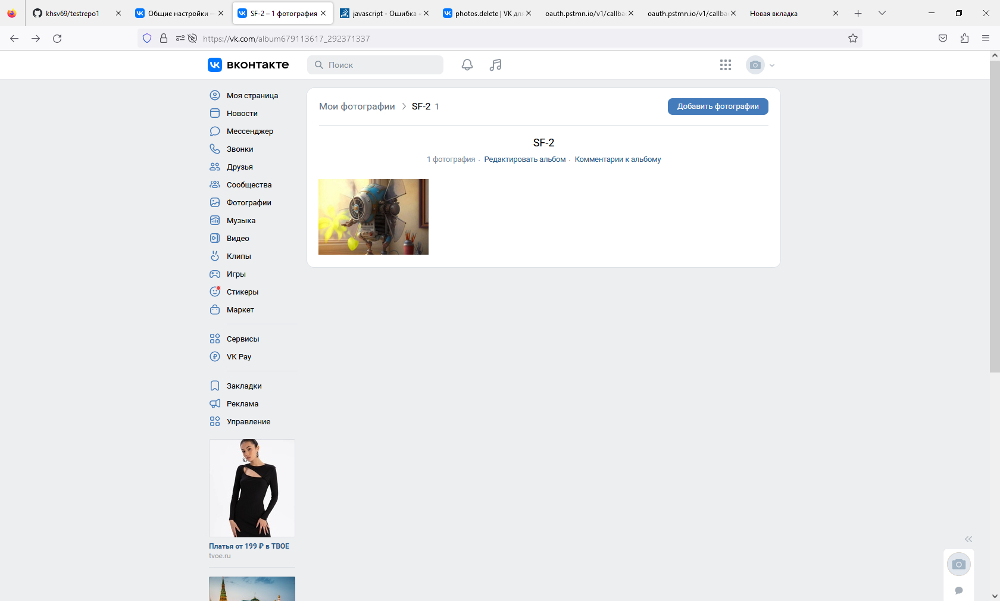 khsv69/testrepo1
Общие настройки —
SF-2 – 1 фотография
javascript - Ошибка
photos.delete | VK для
oauth.pstmn.io/v1/callba
oauth.pstmn.io/v1/callba
Новая вкладка
https://vk.com/album679113617_292371337
вконтакте
Поиск
Моя страница
Новости
Мессенджер
Звонки
Друзья
Сообщества
Фотографии
Музыка
Видео
Клипы
Игры
Стикеры
Маркет
Сервисы
VK Pay
Закладки
Реклама
Управление
Платья от 199 ₽ в ТВОЕ
tvoe.ru
Мои фотографии
SF-2 1
Добавить фотографии
SF-2
1 фотография · Редактировать альбом · Комментарии к альбому